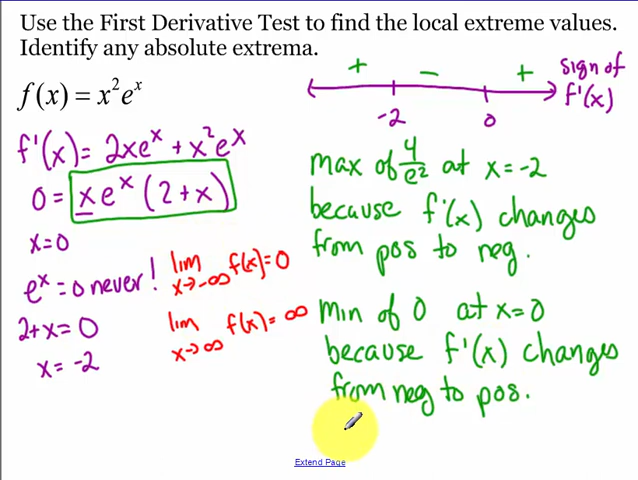 Use the First Derivative Test to find the local extreme values.
Identify any absolute extrema.
f(x) = x²eˣ
f'(x) = 2xeˣ + x²eˣ
0 = xeˣ(2+x)
x=0
eˣ = 0 never!
2+x = 0
x = -2
lim f(x) = 0
x→-∞
lim f(x) = ∞
x→∞
+ − +
sign of
f'(x)
-2 0
max of 4/e² at x=-2
because f'(x) changes
from pos to neg.
min of 0 at x=0
because f'(x) changes
from neg to pos.
Extend Page